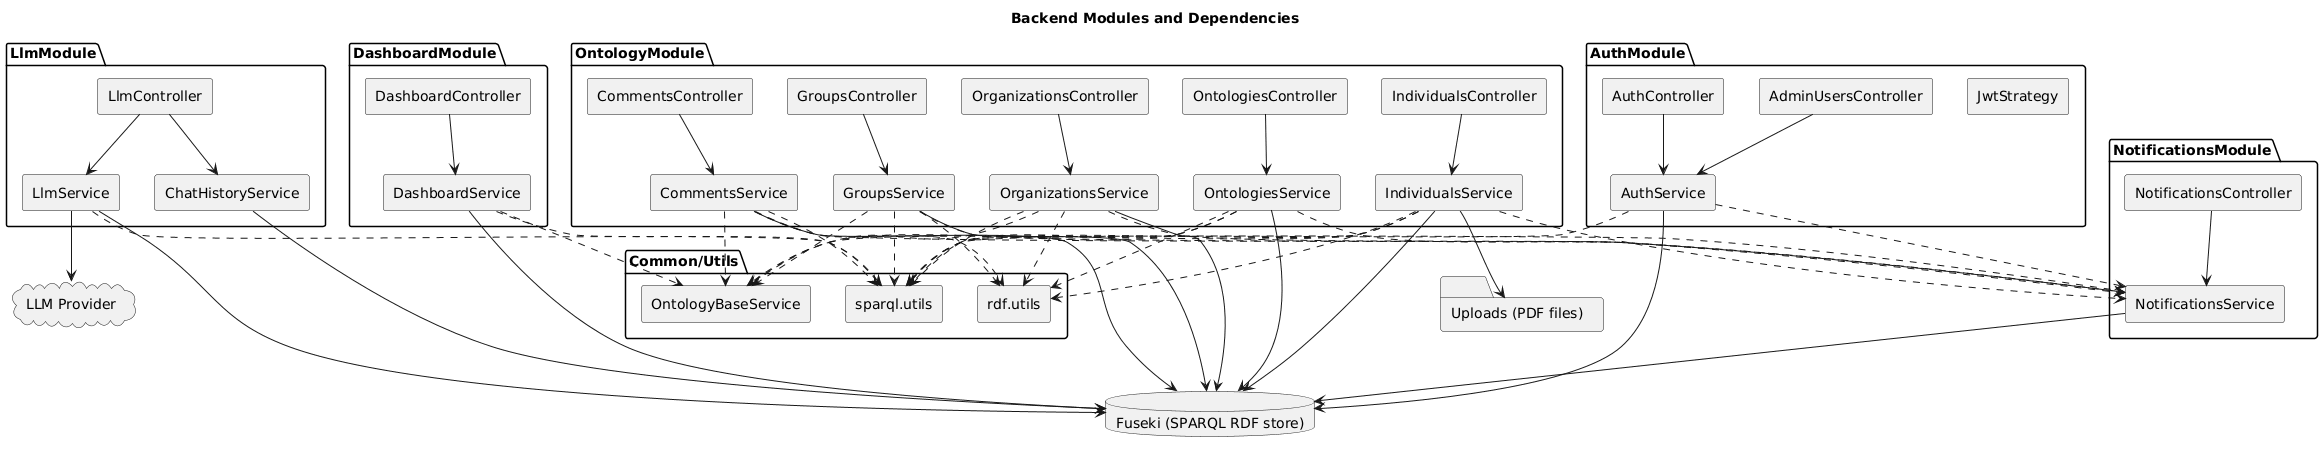 Backend Modules and Dependencies
LlmModule
LlmController
LlmService
ChatHistoryService
DashboardModule
DashboardController
DashboardService
OntologyModule
CommentsController
GroupsController
OrganizationsController
OntologiesController
IndividualsController
CommentsService
GroupsService
OrganizationsService
OntologiesService
IndividualsService
AuthModule
AuthController
AdminUsersController
JwtStrategy
AuthService
NotificationsModule
NotificationsController
NotificationsService
Common/Utils
OntologyBaseService
sparql.utils
rdf.utils
LLM Provider
Uploads (PDF files)
Fuseki (SPARQL RDF store)